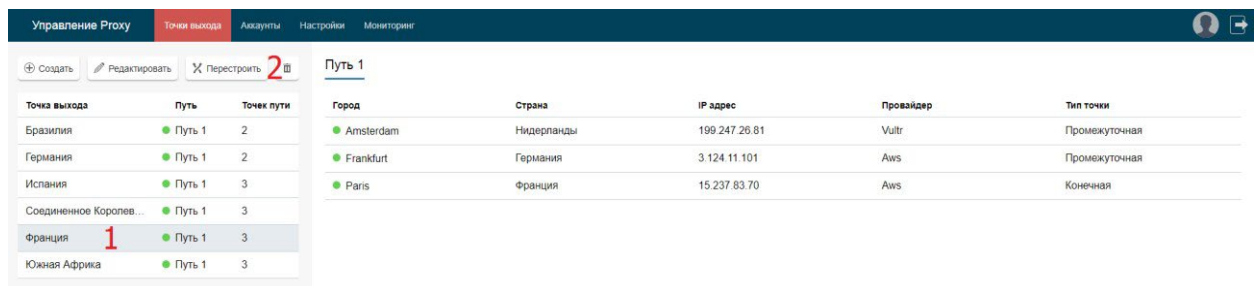 Управление Proxy Точки выхода Аккаунты Настройки Мониторинг
Создать Редактировать Перестроить 2
Путь 1
Точка выхода Путь Точек пути
Бразилия Путь 1 2
Германия Путь 1 2
Испания Путь 1 3
Соединенное Королев... Путь 1 3
Франция 1 Путь 1 3
Южная Африка Путь 1 3
Город Страна IP адрес Провайдер Тип точки
Amsterdam Нидерланды 199.247.26.81 Vultr Промежуточная
Frankfurt Германия 3.124.11.101 Aws Промежуточная
Paris Франция 15.237.83.70 Aws Конечная